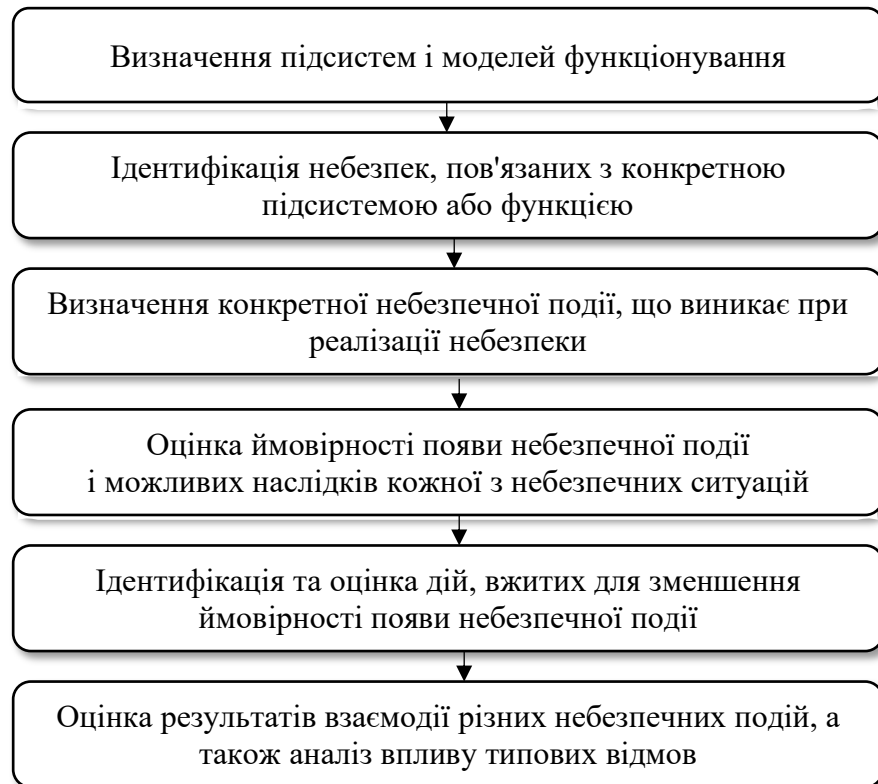 Визначення підсистем і моделей функціонування
Ідентифікація небезпек, пов'язаних з конкретною
підсистемою або функцією
Визначення конкретної небезпечної події, що виникає при
реалізації небезпеки
Оцінка ймовірності появи небезпечної події
і можливих наслідків кожної з небезпечних ситуацій
Ідентифікація та оцінка дій, вжитих для зменшення
ймовірності появи небезпечної події
Оцінка результатів взаємодії різних небезпечних подій, а
також аналіз впливу типових відмов